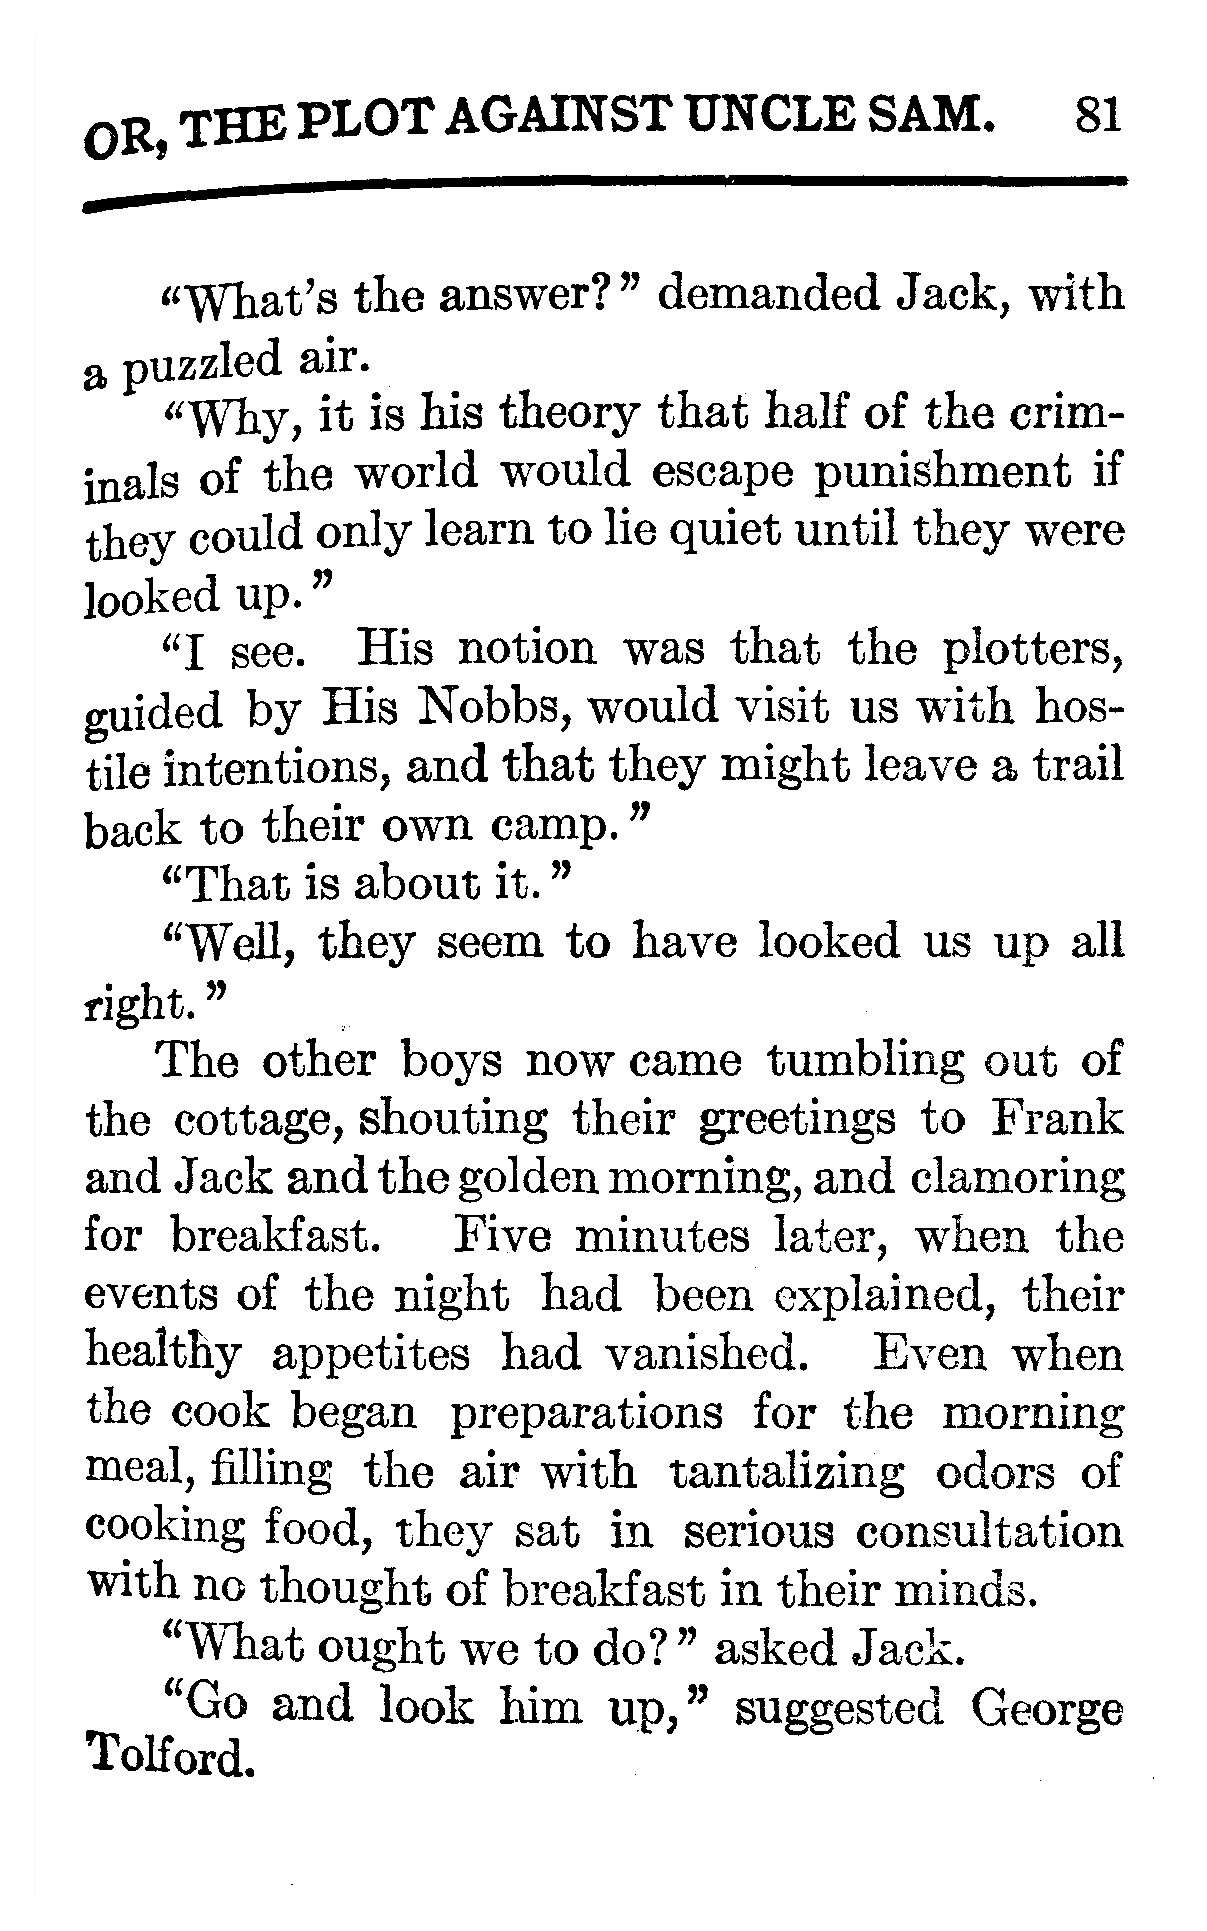 OR, THE PLOT AGAINST UNCLE SAM. 81
"What's the answer?" demanded Jack, with
a puzzled air.
"Why, it is his theory that half of the crim-
inals of the world would escape punishment if
they could only learn to lie quiet until they were
looked up."
"I see. His notion was that the plotters,
guided by His Nobbs, would visit us with hos-
tile intentions, and that they might leave a trail
back to their own camp."
"That is about it."
"Well, they seem to have looked us up all
right."
The other boys now came tumbling out of
the cottage, shouting their greetings to Frank
and Jack and the golden morning, and clamoring
for breakfast. Five minutes later, when the
events of the night had been explained, their
healthy appetites had vanished. Even when
the cook began preparations for the morning
meal, filling the air with tantalizing odors of
cooking food, they sat in serious consultation
with no thought of breakfast in their minds.
"What ought we to do?" asked Jack.
"Go and look him up," suggested George
Tolford.